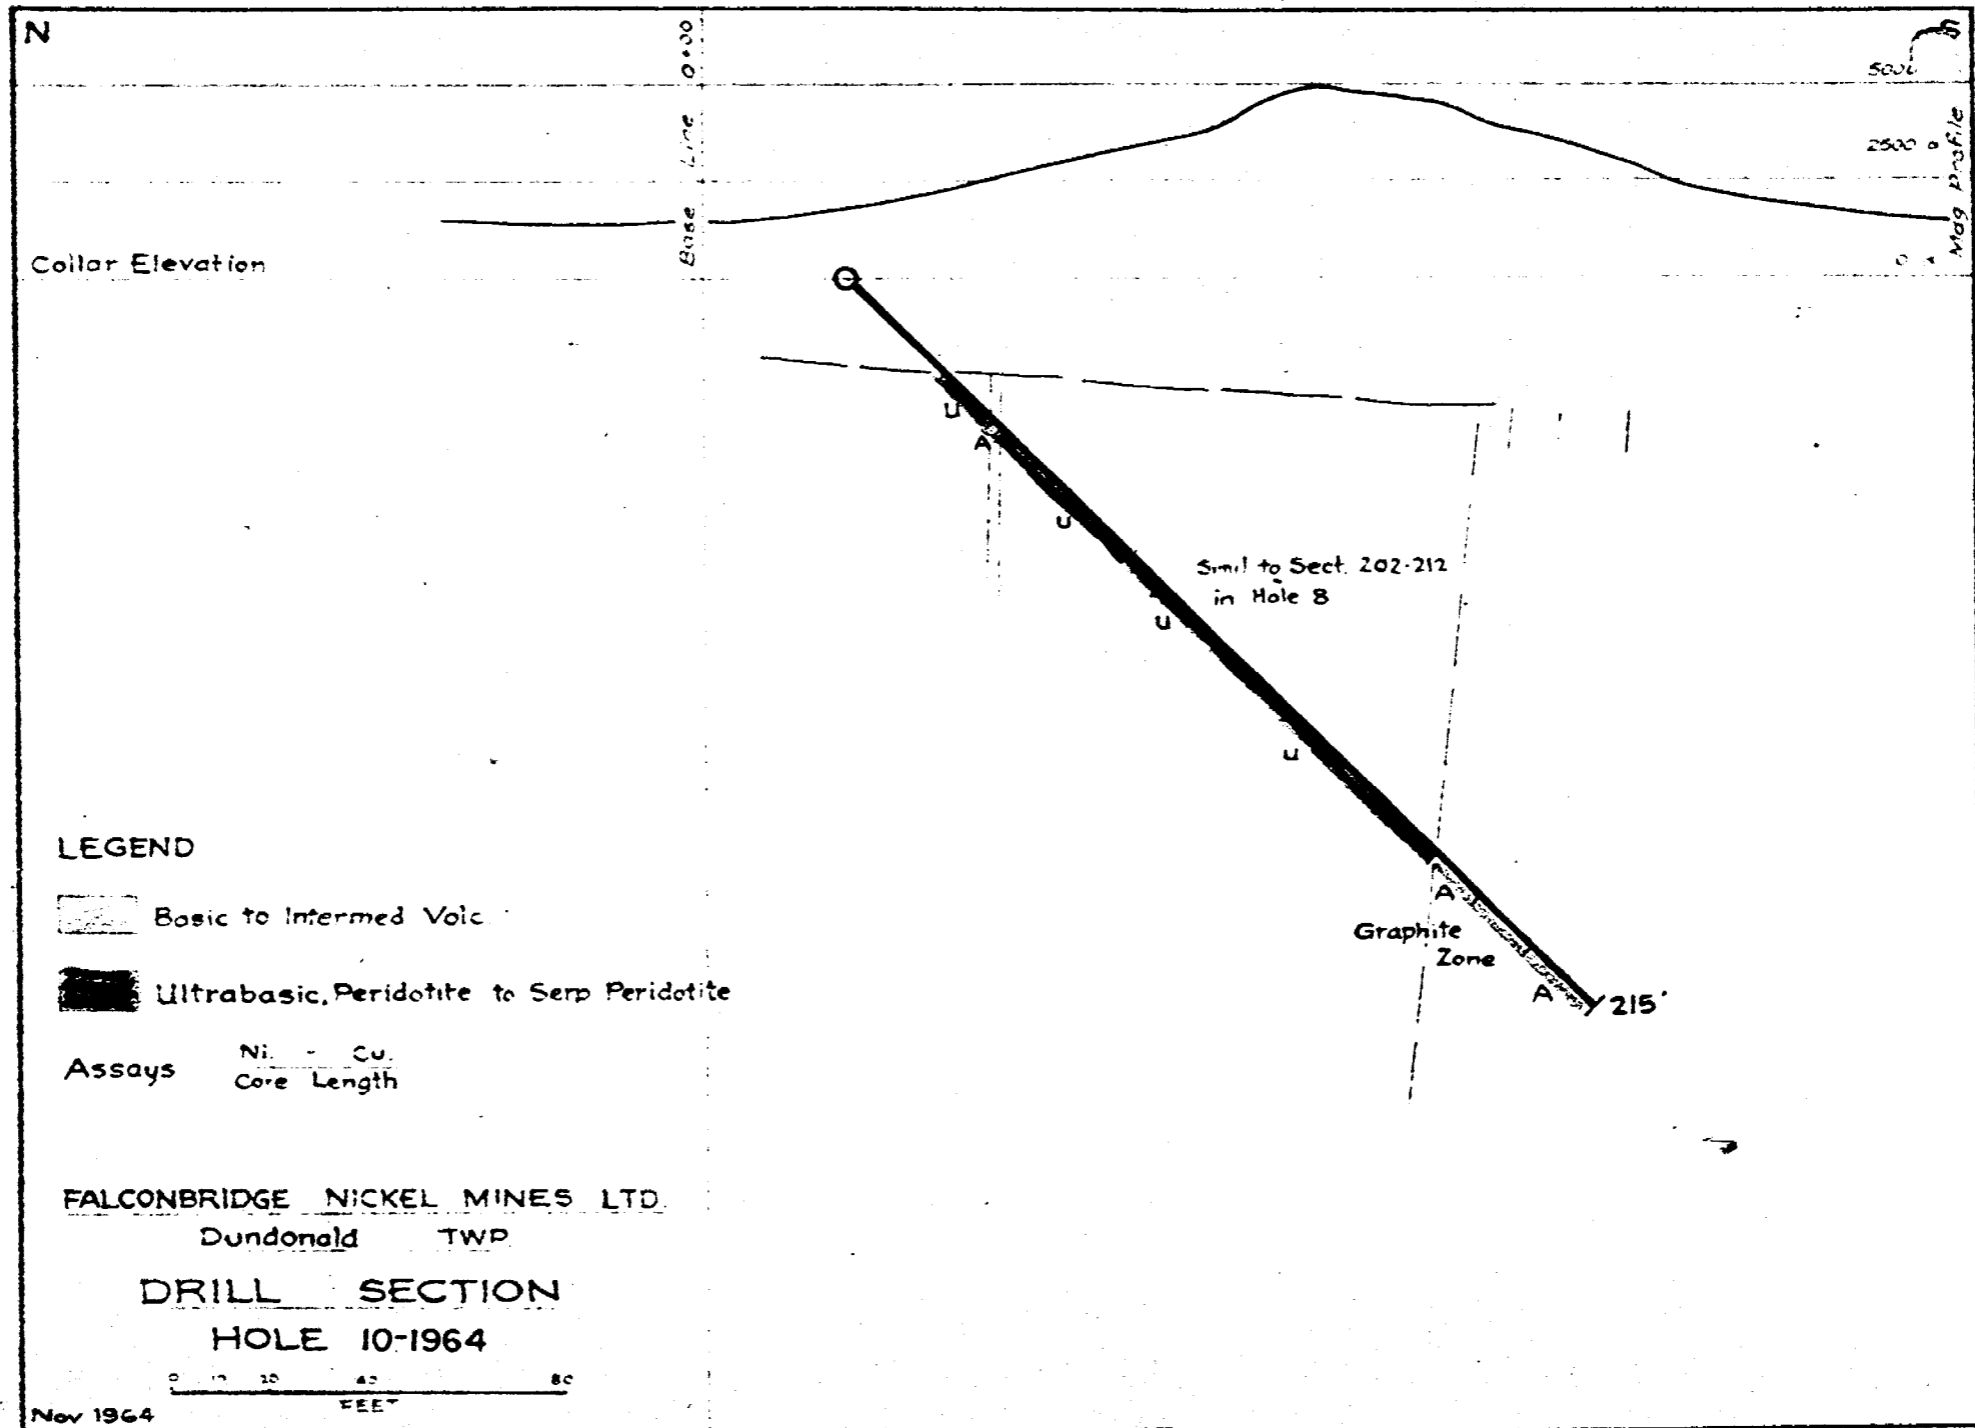 N
Base Line 0+00
5000
2500
0
Mag Profile
Collar Elevation
U
A
U
U
Simil to Sect. 202-212
in Hole 8
U
A
Graphite
Zone
A
215'
LEGEND
Basic to Intermed Volc
Ultrabasic, Peridotite to Serp Peridotite
Assays
Ni. - Cu.
Core Length
FALCONBRIDGE NICKEL MINES LTD.
Dundonald TWP.
DRILL SECTION
HOLE 10-1964
0 10 20 40 80
FEET
Nov 1964